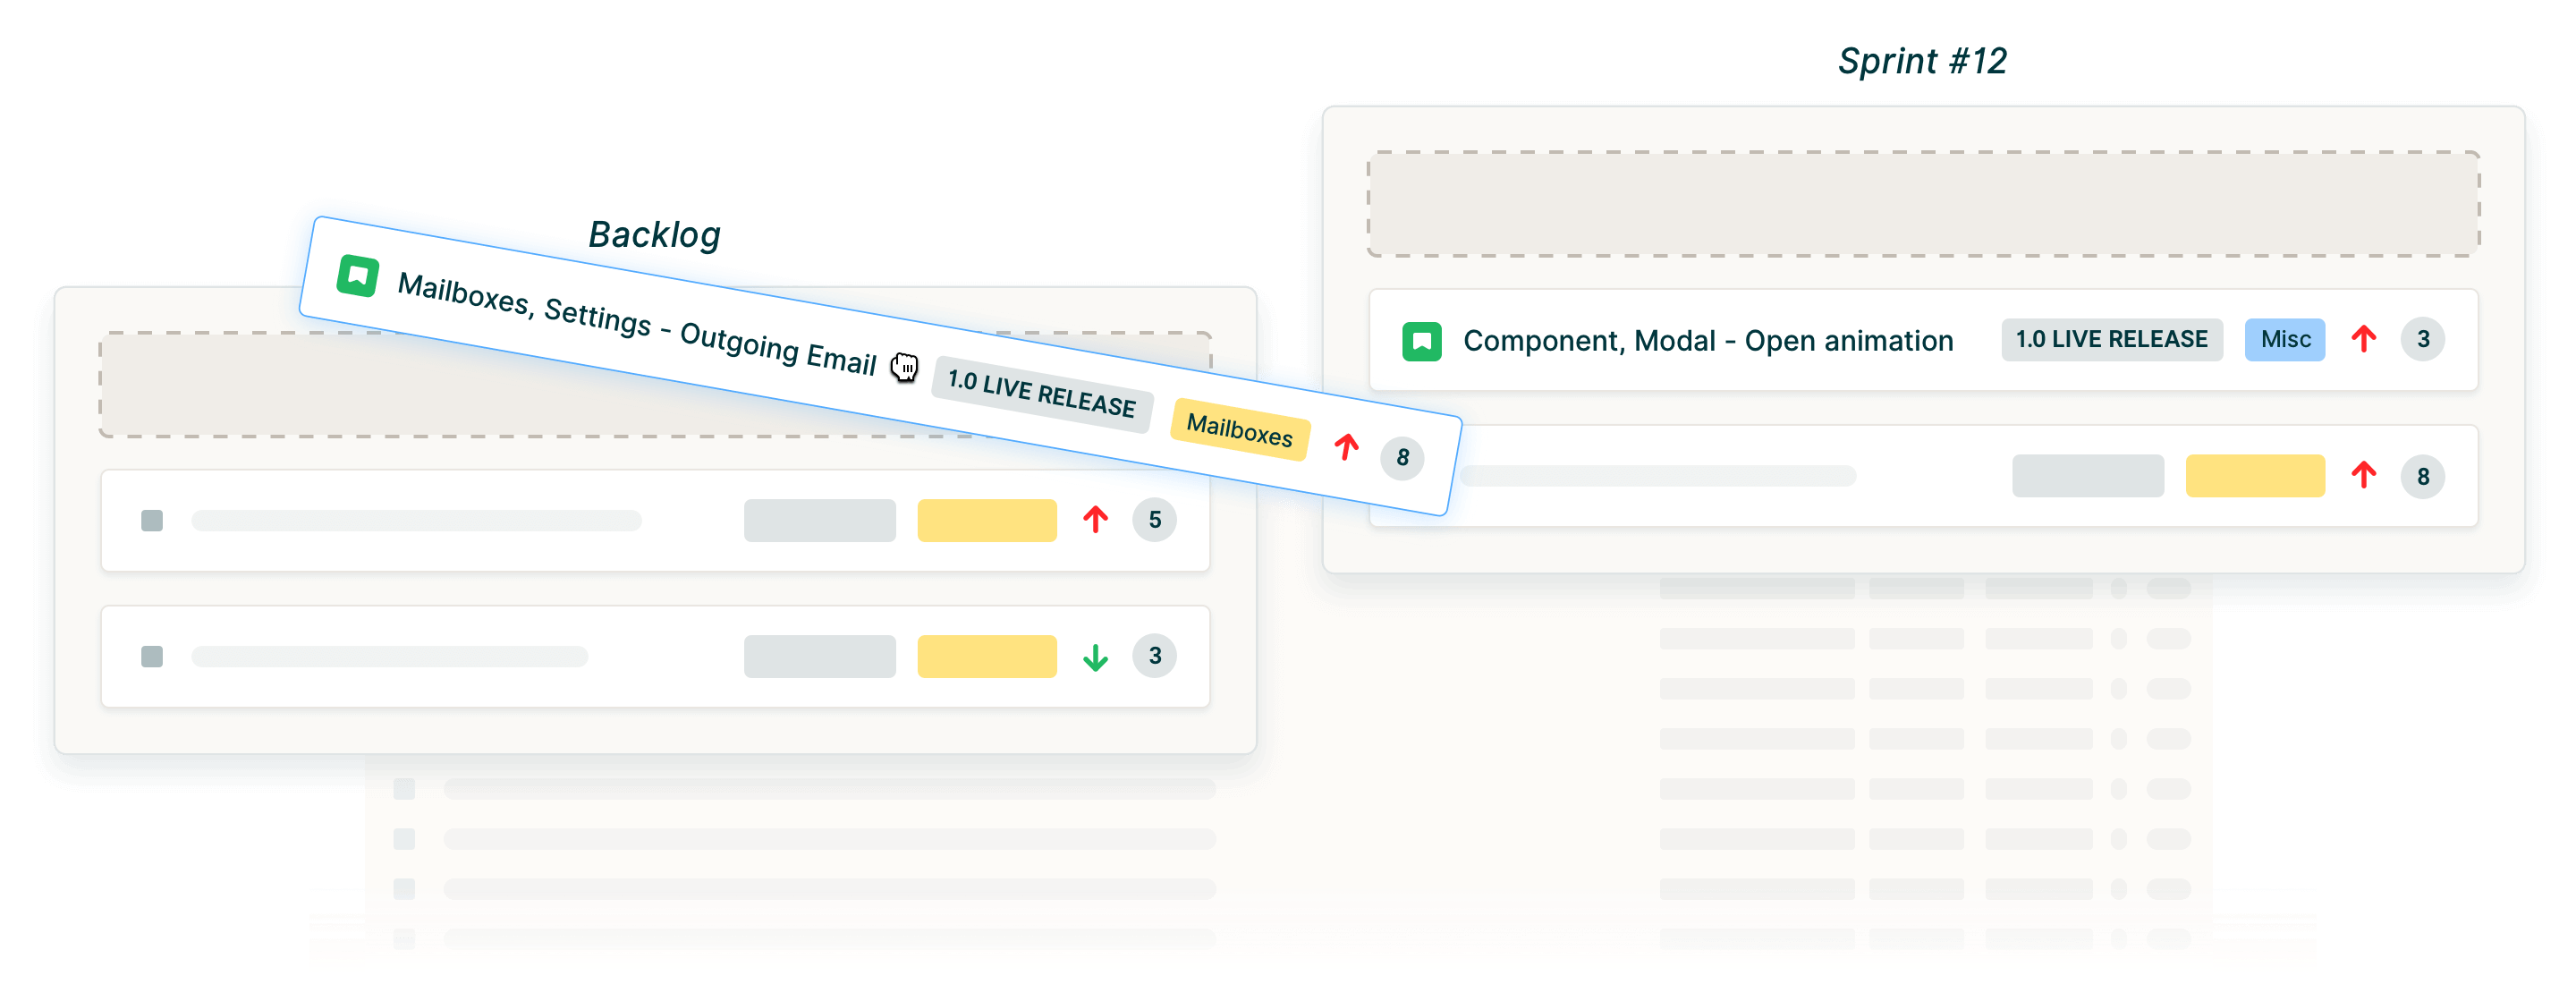 Sprint #12
Backlog
Mailboxes, Settings - Outgoing Email 1.0 LIVE RELEASE Mailboxes 8
5
3
Component, Modal - Open animation 1.0 LIVE RELEASE Misc 3
8